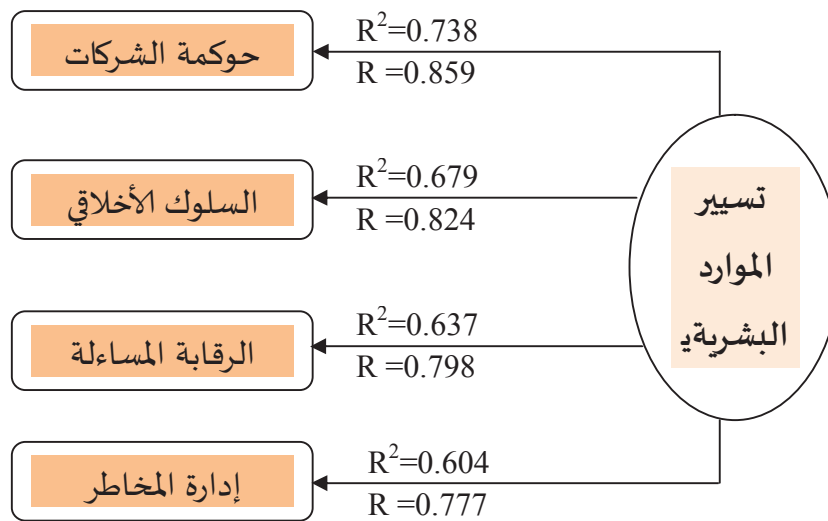 حوكمة الشركات
R²=0.738
R =0.859
السلوك الأخلاقي
R²=0.679
R =0.824
الرقابة المساءلة
R²=0.637
R =0.798
إدارة المخاطر
R²=0.604
R =0.777
تسيير
الموارد
البشريةﻳ